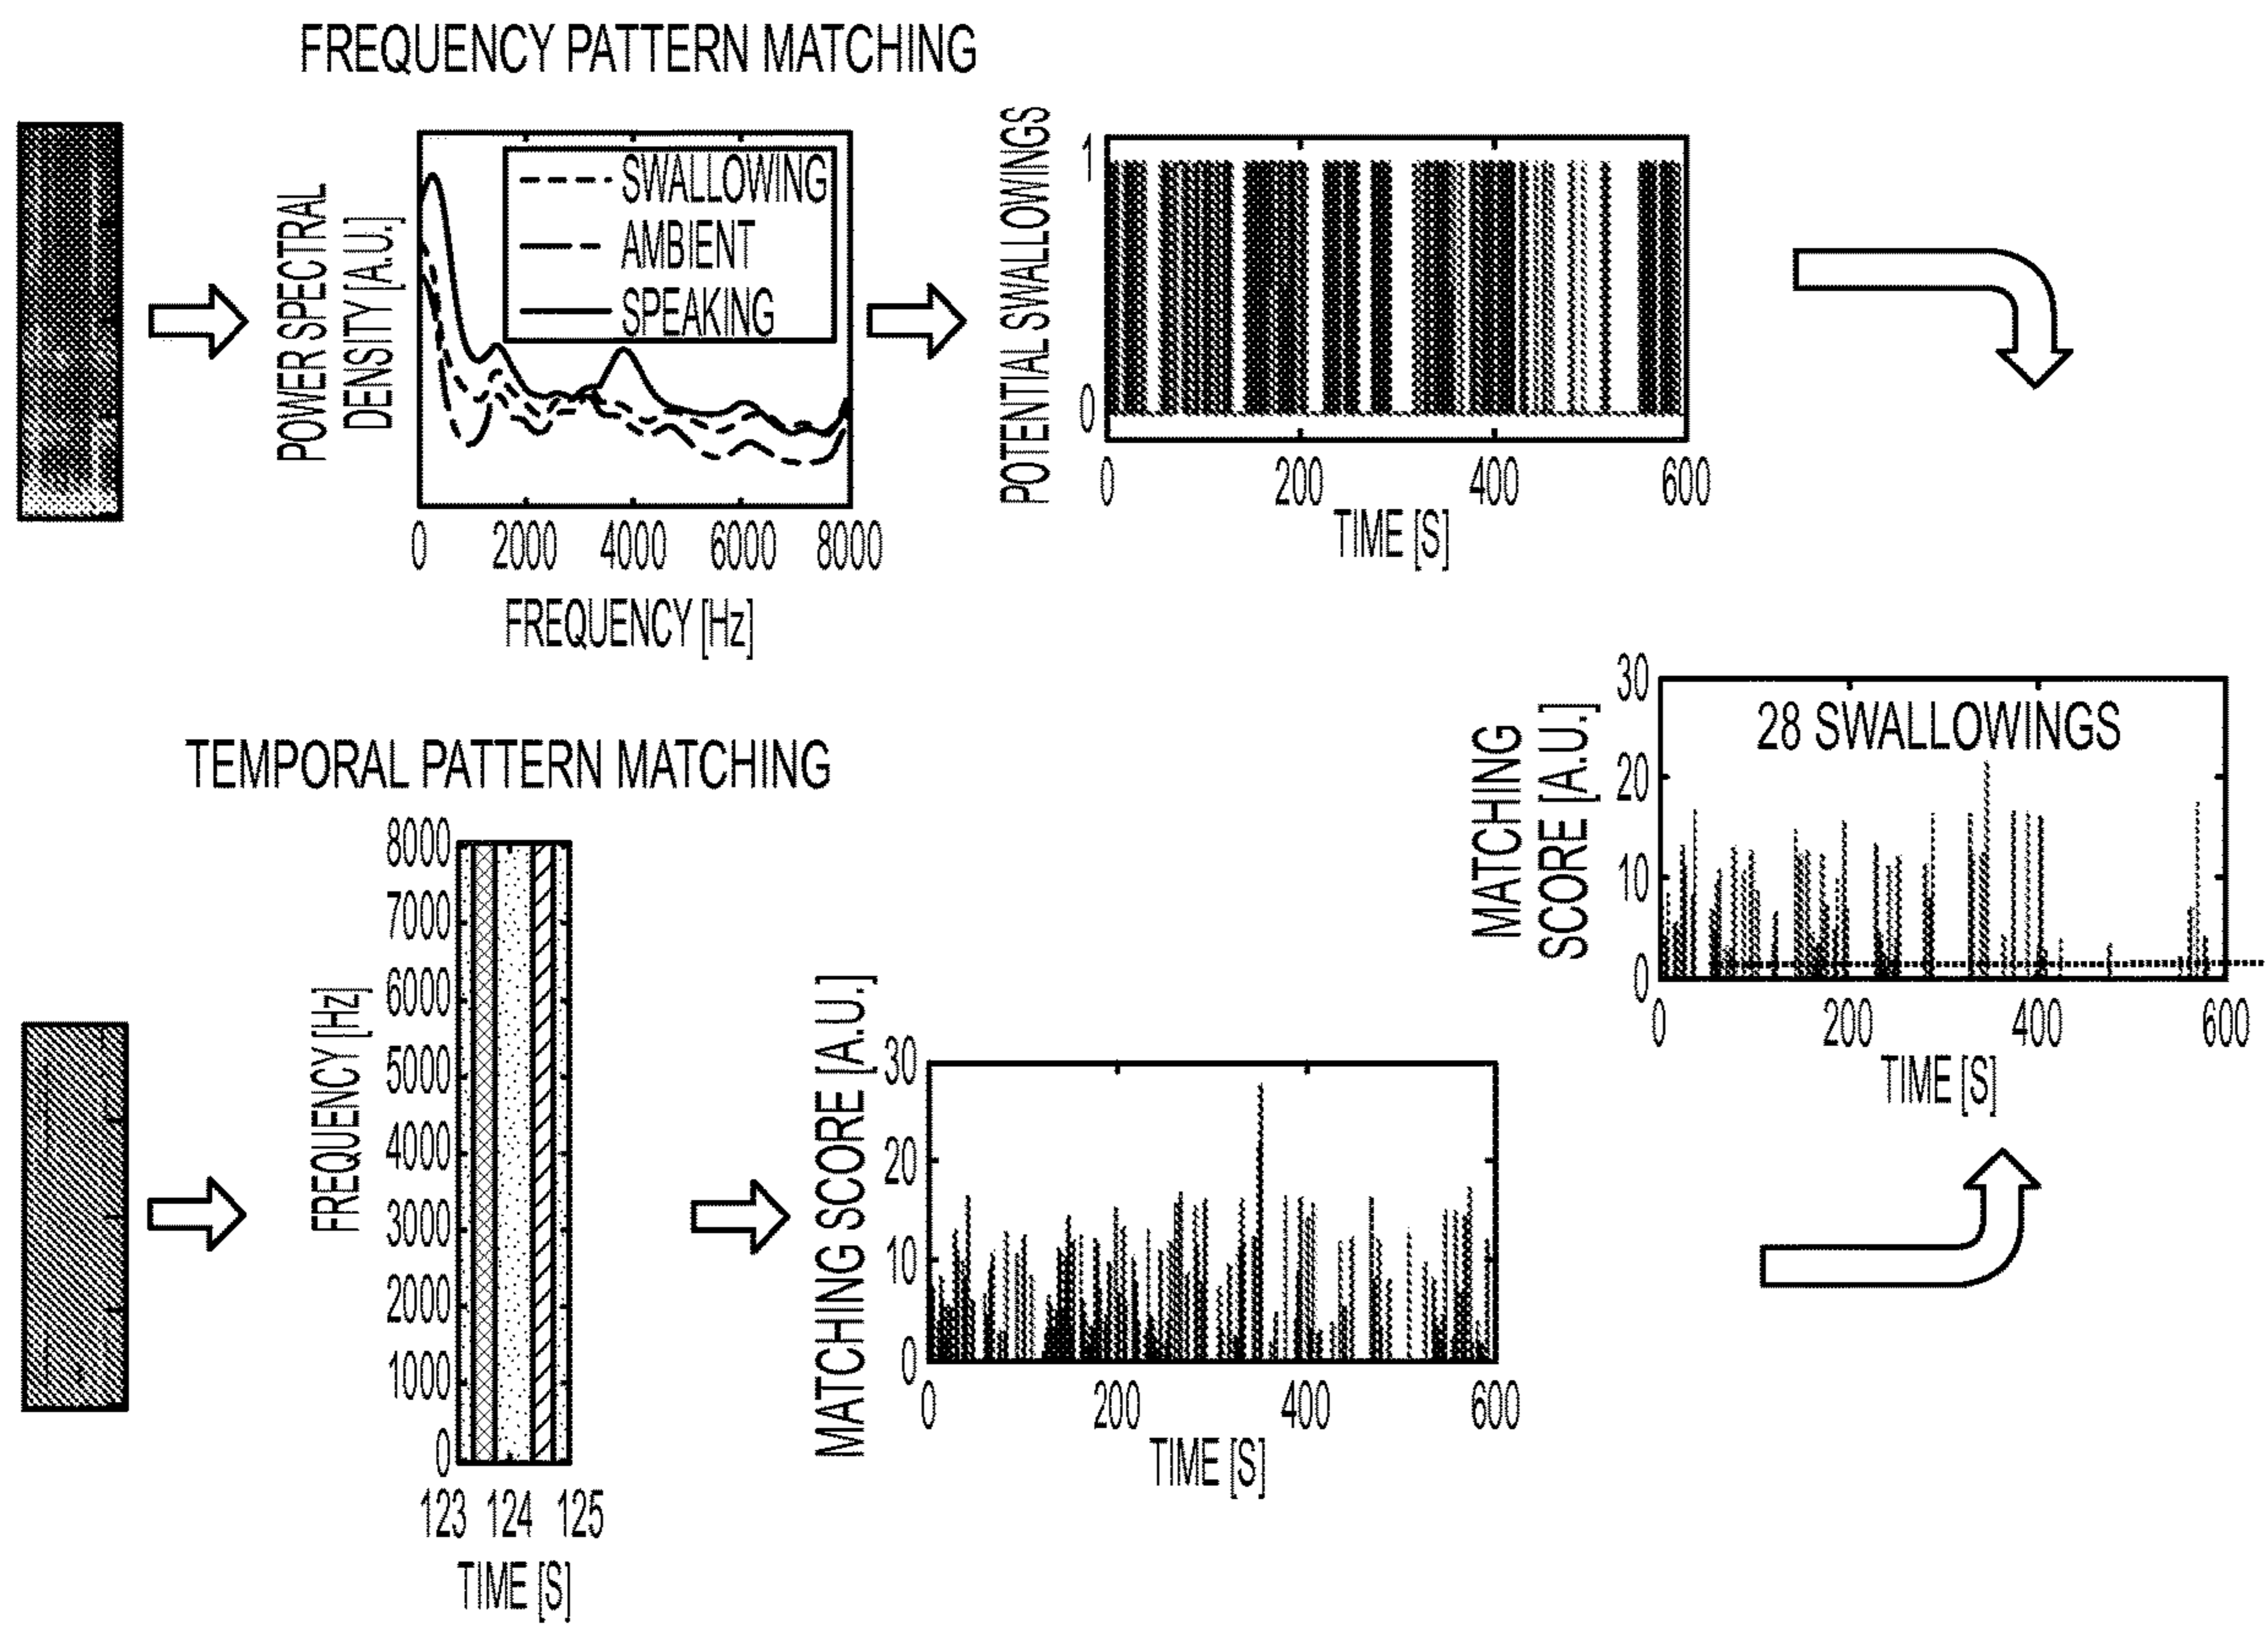 FREQUENCY PATTERN MATCHING
POWER SPECTRAL
DENSITY [A.U.]
SWALLOWING
AMBIENT
SPEAKING
0 2000 4000 6000 8000
FREQUENCY [Hz]
POTENTIAL SWALLOWINGS
1
0
0 200 400 600
TIME [S]
TEMPORAL PATTERN MATCHING
FREQUENCY [Hz]
8000
7000
6000
5000
4000
3000
2000
1000
0
123 124 125
TIME [S]
MATCHING SCORE [A.U.]
30
20
10
0
0 200 400 600
TIME [S]
MATCHING
SCORE [A.U.]
30
20
10
0
28 SWALLOWINGS
0 200 400 600
TIME [S]